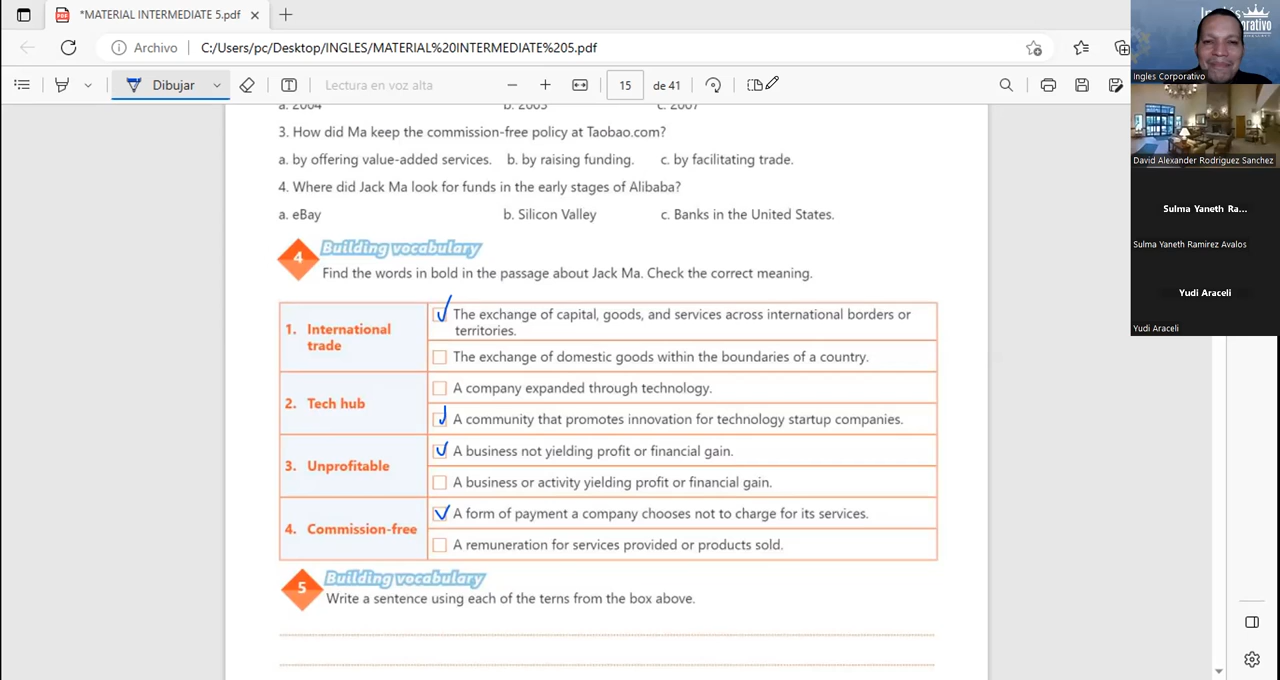 *MATERIAL INTERMEDIATE 5.pdf
Archivo
C:/Users/pc/Desktop/INGLES/MATERIAL%20INTERMEDIATE%205.pdf
Dibujar
Lectura en voz alta
15
de 41
a. 2004 b. 2003 c. 2007
3. How did Ma keep the commission-free policy at Taobao.com?
a. by offering value-added services. b. by raising funding. c. by facilitating trade.
4. Where did Jack Ma look for funds in the early stages of Alibaba?
a. eBay b. Silicon Valley c. Banks in the United States.
4 Building vocabulary
Find the words in bold in the passage about Jack Ma. Check the correct meaning.
1. International trade
The exchange of capital, goods, and services across international borders or
territories.
The exchange of domestic goods within the boundaries of a country.
2. Tech hub
A company expanded through technology.
A community that promotes innovation for technology startup companies.
3. Unprofitable
A business not yielding profit or financial gain.
A business or activity yielding profit or financial gain.
4. Commission-free
A form of payment a company chooses not to charge for its services.
A remuneration for services provided or products sold.
5 Building vocabulary
Write a sentence using each of the terns from the box above.
Ingles Corporativo
David Alexander Rodriguez Sanchez
Sulma Yaneth Ra...
Sulma Yaneth Ramirez Avalos
Yudi Araceli
Yudi Araceli